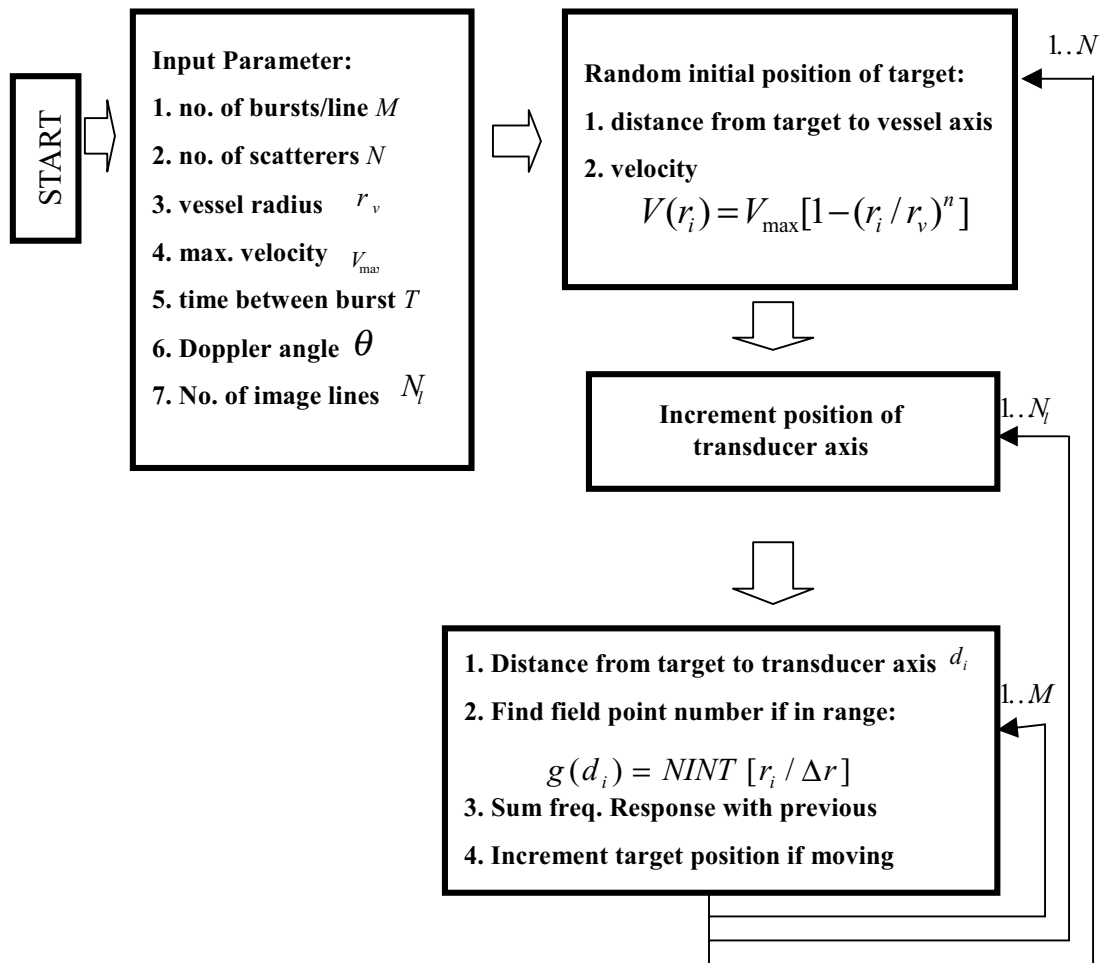 START
Input Parameter:
1. no. of bursts/line M
2. no. of scatterers N
3. vessel radius r_v
4. max. velocity V_max
5. time between burst T
6. Doppler angle θ
7. No. of image lines N_l
1..N
Random initial position of target:
1. distance from target to vessel axis
2. velocity
V(r_i) = V_max[1-(r_i / r_v)^n]
1..N_l
Increment position of
transducer axis
1. Distance from target to transducer axis d_i
1..M
2. Find field point number if in range:
g(d_i) = NINT [r_i / Δr]
3. Sum freq. Response with previous
4. Increment target position if moving